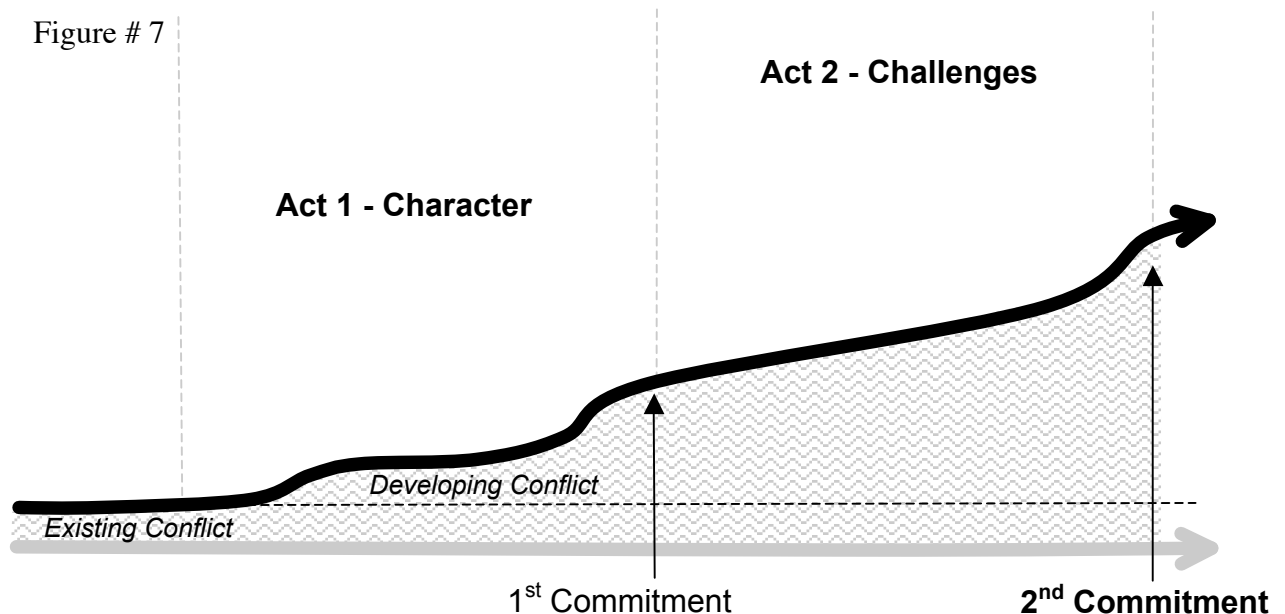 Figure # 7
Act 2 - Challenges
Act 1 - Character
Developing Conflict
Existing Conflict
1st Commitment
2nd Commitment